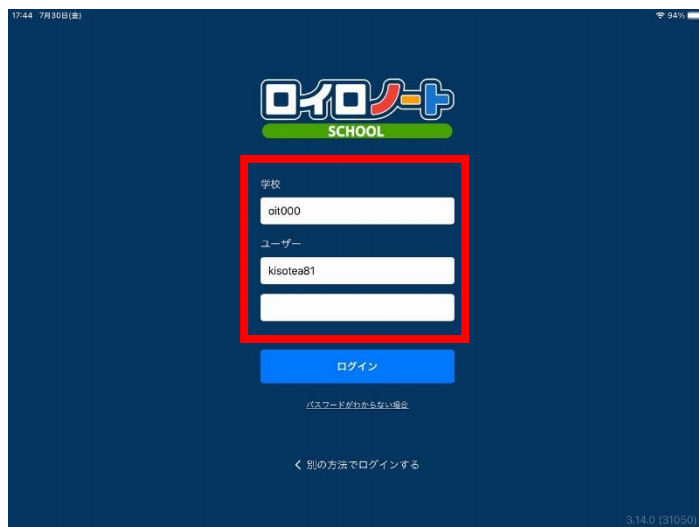 17:44 7月30日(金)
94%
ロイロノート
SCHOOL
学校
oit000
ユーザー
kisotea81
ログイン
パスワードがわからない場合
別の方法でログインする
3.14.0 (31050)